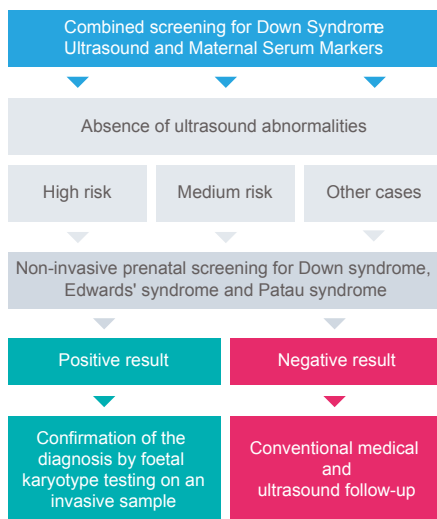 Combined screening for Down Syndrome
Ultrasound and Maternal Serum Markers
Absence of ultrasound abnormalities
High risk
Medium risk
Other cases
Non-invasive prenatal screening for Down syndrome,
Edwards' syndrome and Patau syndrome
Positive result
Negative result
Confirmation of the
diagnosis by foetal
karyotype testing on an
invasive sample
Conventional medical
and
ultrasound follow-up